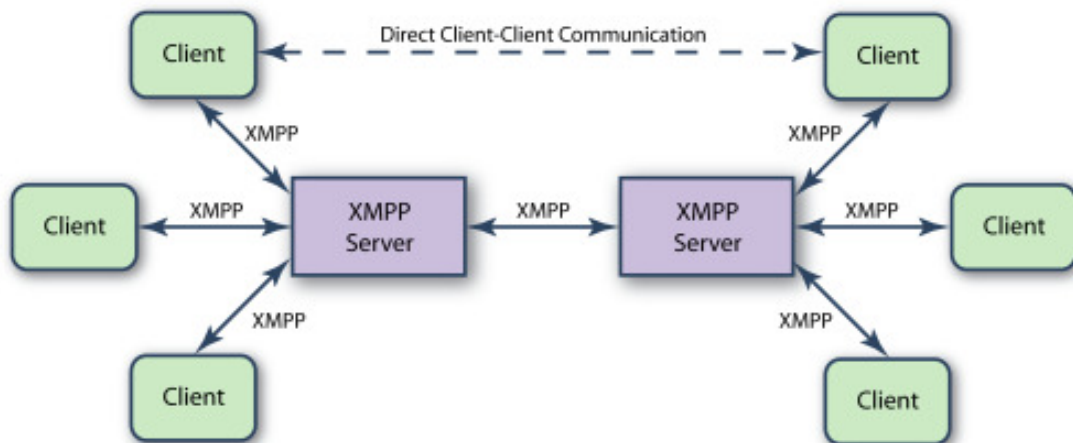 Client
Direct Client-Client Communication
Client
XMPP
XMPP
Client
XMPP
XMPP
Server
XMPP
XMPP
Server
XMPP
Client
XMPP
XMPP
Client
Client